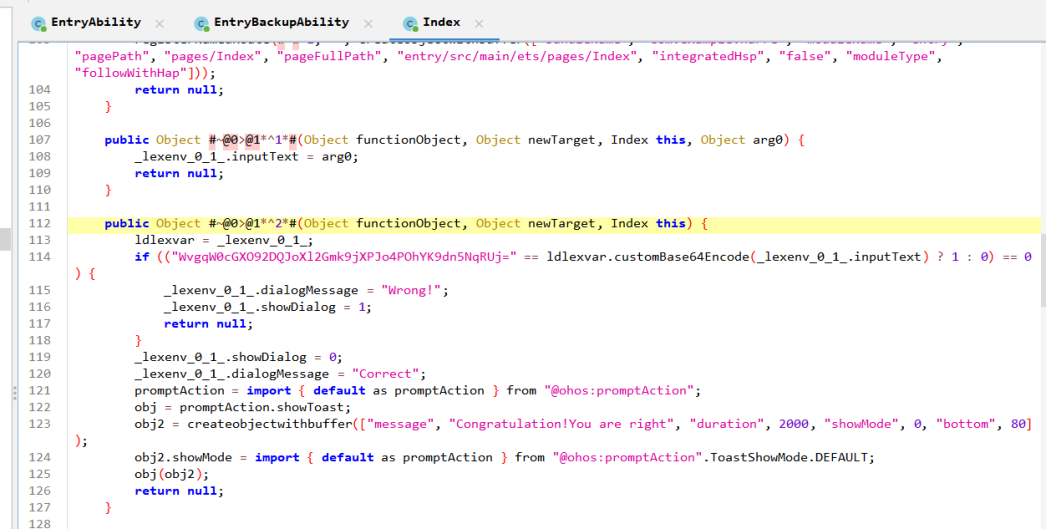 EntryAbility
EntryBackupAbility
Index
"pagePath", "pages/Index", "pageFullPath", "entry/src/main/ets/pages/Index", "integratedHsp", "false", "moduleType",
"followWithHap"]));
104 return null;
105 }
106
107 public Object #~@0>@1*^1*#(Object functionObject, Object newTarget, Index this, Object arg0) {
108 _lexenv_0_1_.inputText = arg0;
109 return null;
110 }
111
112 public Object #~@0>@1*^2*#(Object functionObject, Object newTarget, Index this) {
113 ldlexvar = _lexenv_0_1_;
114 if (("WvgqW0cGXO92DQJoXl2Gmk9jXPJo4POhYK9dn5NqRUj=" == ldlexvar.customBase64Encode(_lexenv_0_1_.inputText) ? 1 : 0) == 0
) {
115 _lexenv_0_1_.dialogMessage = "Wrong!";
116 _lexenv_0_1_.showDialog = 1;
117 return null;
118 }
119 _lexenv_0_1_.showDialog = 0;
120 _lexenv_0_1_.dialogMessage = "Correct";
121 promptAction = import { default as promptAction } from "@ohos:promptAction";
122 obj = promptAction.showToast;
123 obj2 = createobjectwithbuffer(["message", "Congratulation!You are right", "duration", 2000, "showMode", 0, "bottom", 80]
);
124 obj2.showMode = import { default as promptAction } from "@ohos:promptAction".ToastShowMode.DEFAULT;
125 obj(obj2);
126 return null;
127 }
128